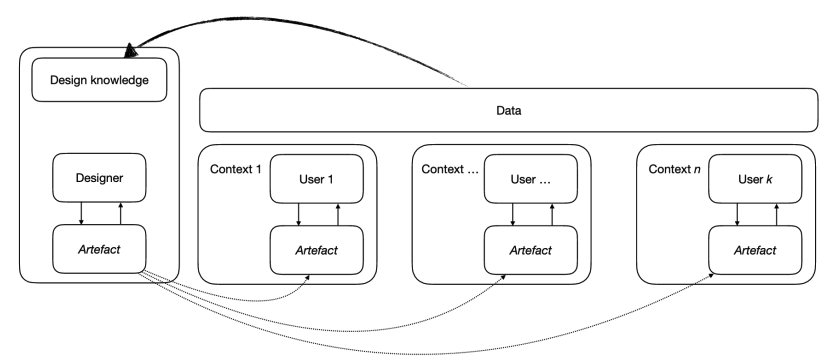 Design knowledge
Data
Designer
Artefact
Context 1
User 1
Artefact
Context ...
User ...
Artefact
Context n
User k
Artefact